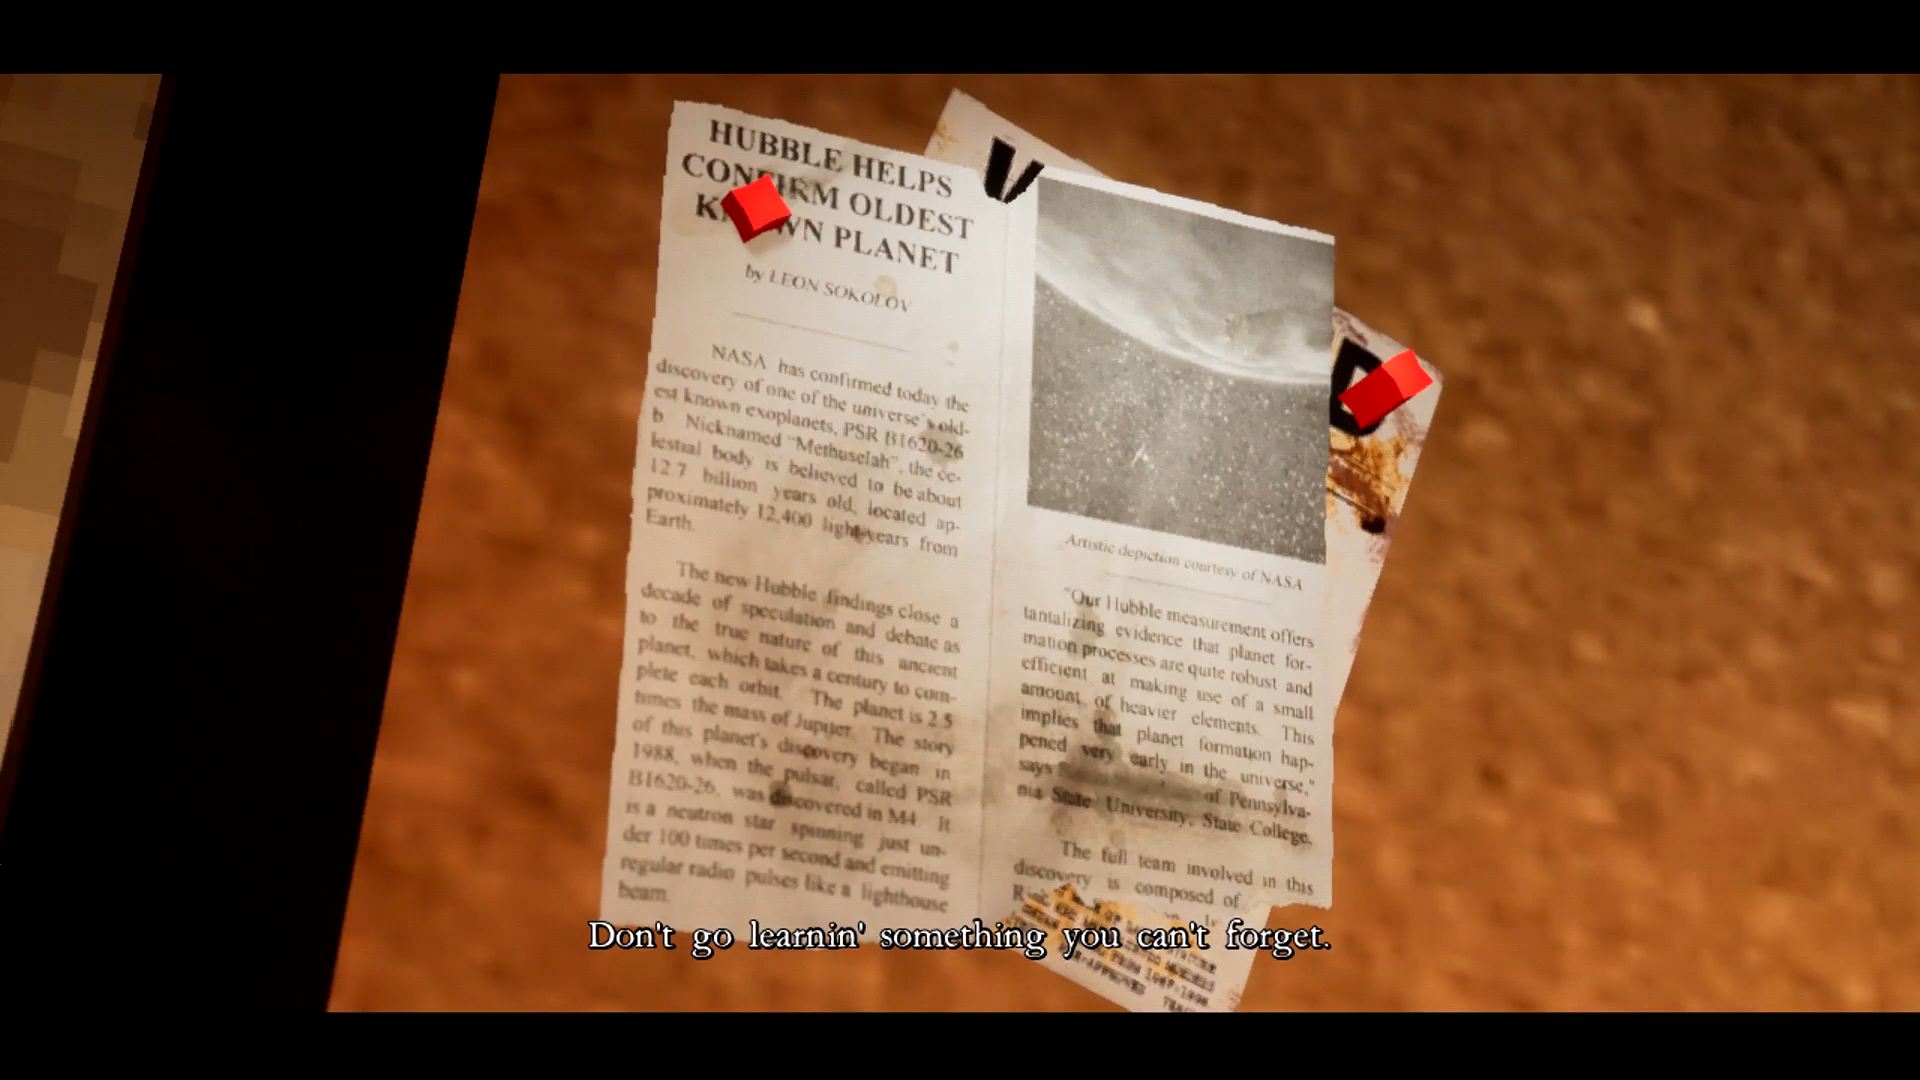 HUBBLE HELPS
CONFIRM OLDEST
KNOWN PLANET
by LEON SOKOLOV
NASA has confirmed today the
discovery of one of the universe's old-
est known exoplanets, PSR B1620-26
b. Nicknamed "Methuselah", the ce-
lestial body is believed to be about
12.7 billion years old, located ap-
proximately 12,400 light-years from
Earth.
The new Hubble findings close a
decade of speculation and debate as
to the true nature of this ancient
planet, which takes a century to com-
plete each orbit. The planet is 2.5
times the mass of Jupiter. The story
of this planet's discovery began in
1988, when the pulsar, called PSR
B1620-26, was discovered in M4. It
is a neutron star spinning just un-
der 100 times per second and emitting
regular radio pulses like a lighthouse
beam.
Artistic depiction courtesy of NASA
"Our Hubble measurement offers
tantalizing evidence that planet for-
mation processes are quite robust and
efficient at making use of a small
amount of heavier elements. This
implies that planet formation hap-
pened very early in the universe,"
says of Pennsylva-
nia State University, State College.
The full team involved in this
discovery is composed of
Don't go learnin' something you can't forget.